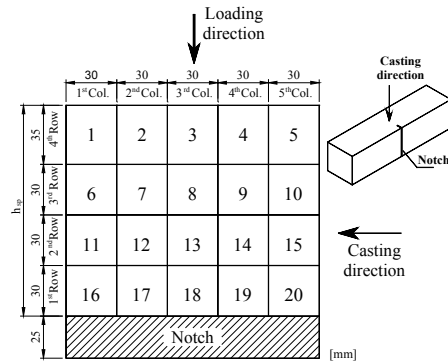 Loading
direction
30 30 30 30 30
1st Col. 2nd Col. 3rd Col. 4th Col. 5th Col.
Casting
direction
Notch
35 4th Row 1 2 3 4 5
30 3rd Row 6 7 8 9 10
hsp
30 2nd Row 11 12 13 14 15
Casting
direction
30 1st Row 16 17 18 19 20
25 Notch
[mm]